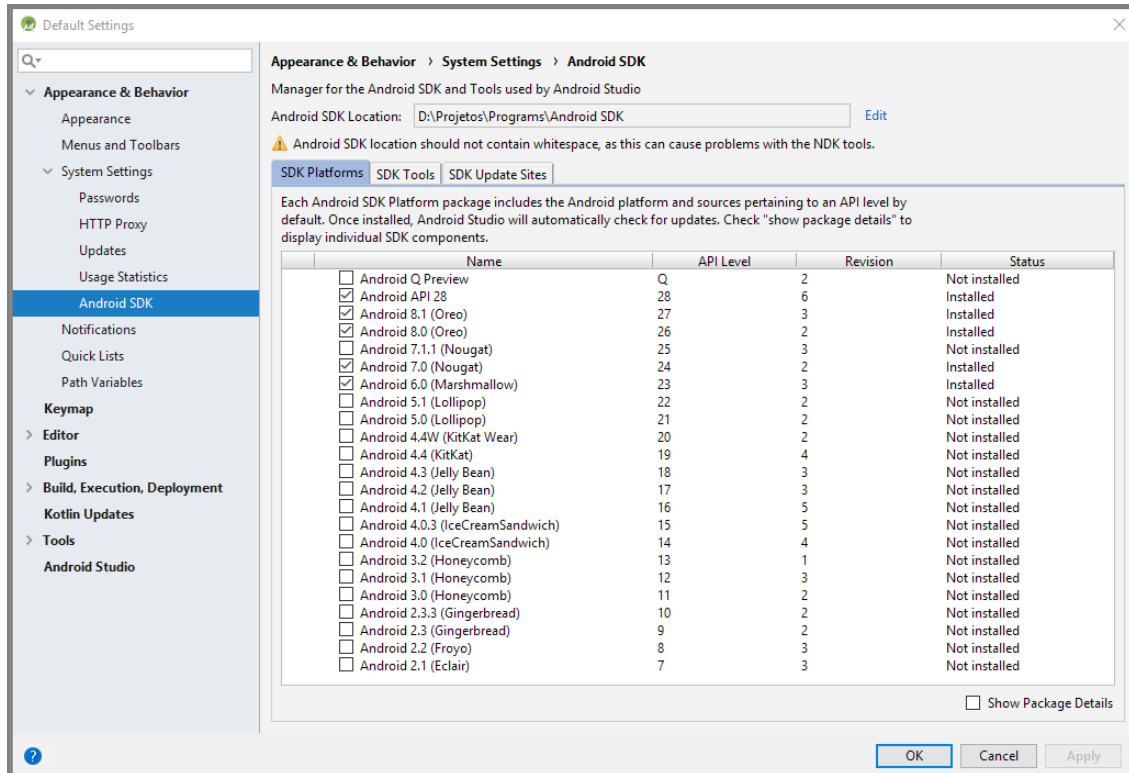 Default Settings
Appearance & Behavior
Appearance
Menus and Toolbars
System Settings
Passwords
HTTP Proxy
Updates
Usage Statistics
Android SDK
Notifications
Quick Lists
Path Variables
Keymap
Editor
Plugins
Build, Execution, Deployment
Kotlin Updates
Tools
Android Studio
Appearance & Behavior › System Settings › Android SDK
Manager for the Android SDK and Tools used by Android Studio
Android SDK Location: D:\Projetos\Programs\Android SDK Edit
Android SDK location should not contain whitespace, as this can cause problems with the NDK tools.
SDK Platforms SDK Tools SDK Update Sites
Each Android SDK Platform package includes the Android platform and sources pertaining to an API level by
default. Once installed, Android Studio will automatically check for updates. Check "show package details" to
display individual SDK components.
Name API Level Revision Status
Android Q Preview Q 2 Not installed
Android API 28 28 6 Installed
Android 8.1 (Oreo) 27 3 Installed
Android 8.0 (Oreo) 26 2 Installed
Android 7.1.1 (Nougat) 25 3 Not installed
Android 7.0 (Nougat) 24 2 Installed
Android 6.0 (Marshmallow) 23 3 Installed
Android 5.1 (Lollipop) 22 2 Not installed
Android 5.0 (Lollipop) 21 2 Not installed
Android 4.4W (KitKat Wear) 20 2 Not installed
Android 4.4 (KitKat) 19 4 Not installed
Android 4.3 (Jelly Bean) 18 3 Not installed
Android 4.2 (Jelly Bean) 17 3 Not installed
Android 4.1 (Jelly Bean) 16 5 Not installed
Android 4.0.3 (IceCreamSandwich) 15 5 Not installed
Android 4.0 (IceCreamSandwich) 14 4 Not installed
Android 3.2 (Honeycomb) 13 1 Not installed
Android 3.1 (Honeycomb) 12 3 Not installed
Android 3.0 (Honeycomb) 11 2 Not installed
Android 2.3.3 (Gingerbread) 10 2 Not installed
Android 2.3 (Gingerbread) 9 2 Not installed
Android 2.2 (Froyo) 8 3 Not installed
Android 2.1 (Eclair) 7 3 Not installed
Show Package Details
? OK Cancel Apply